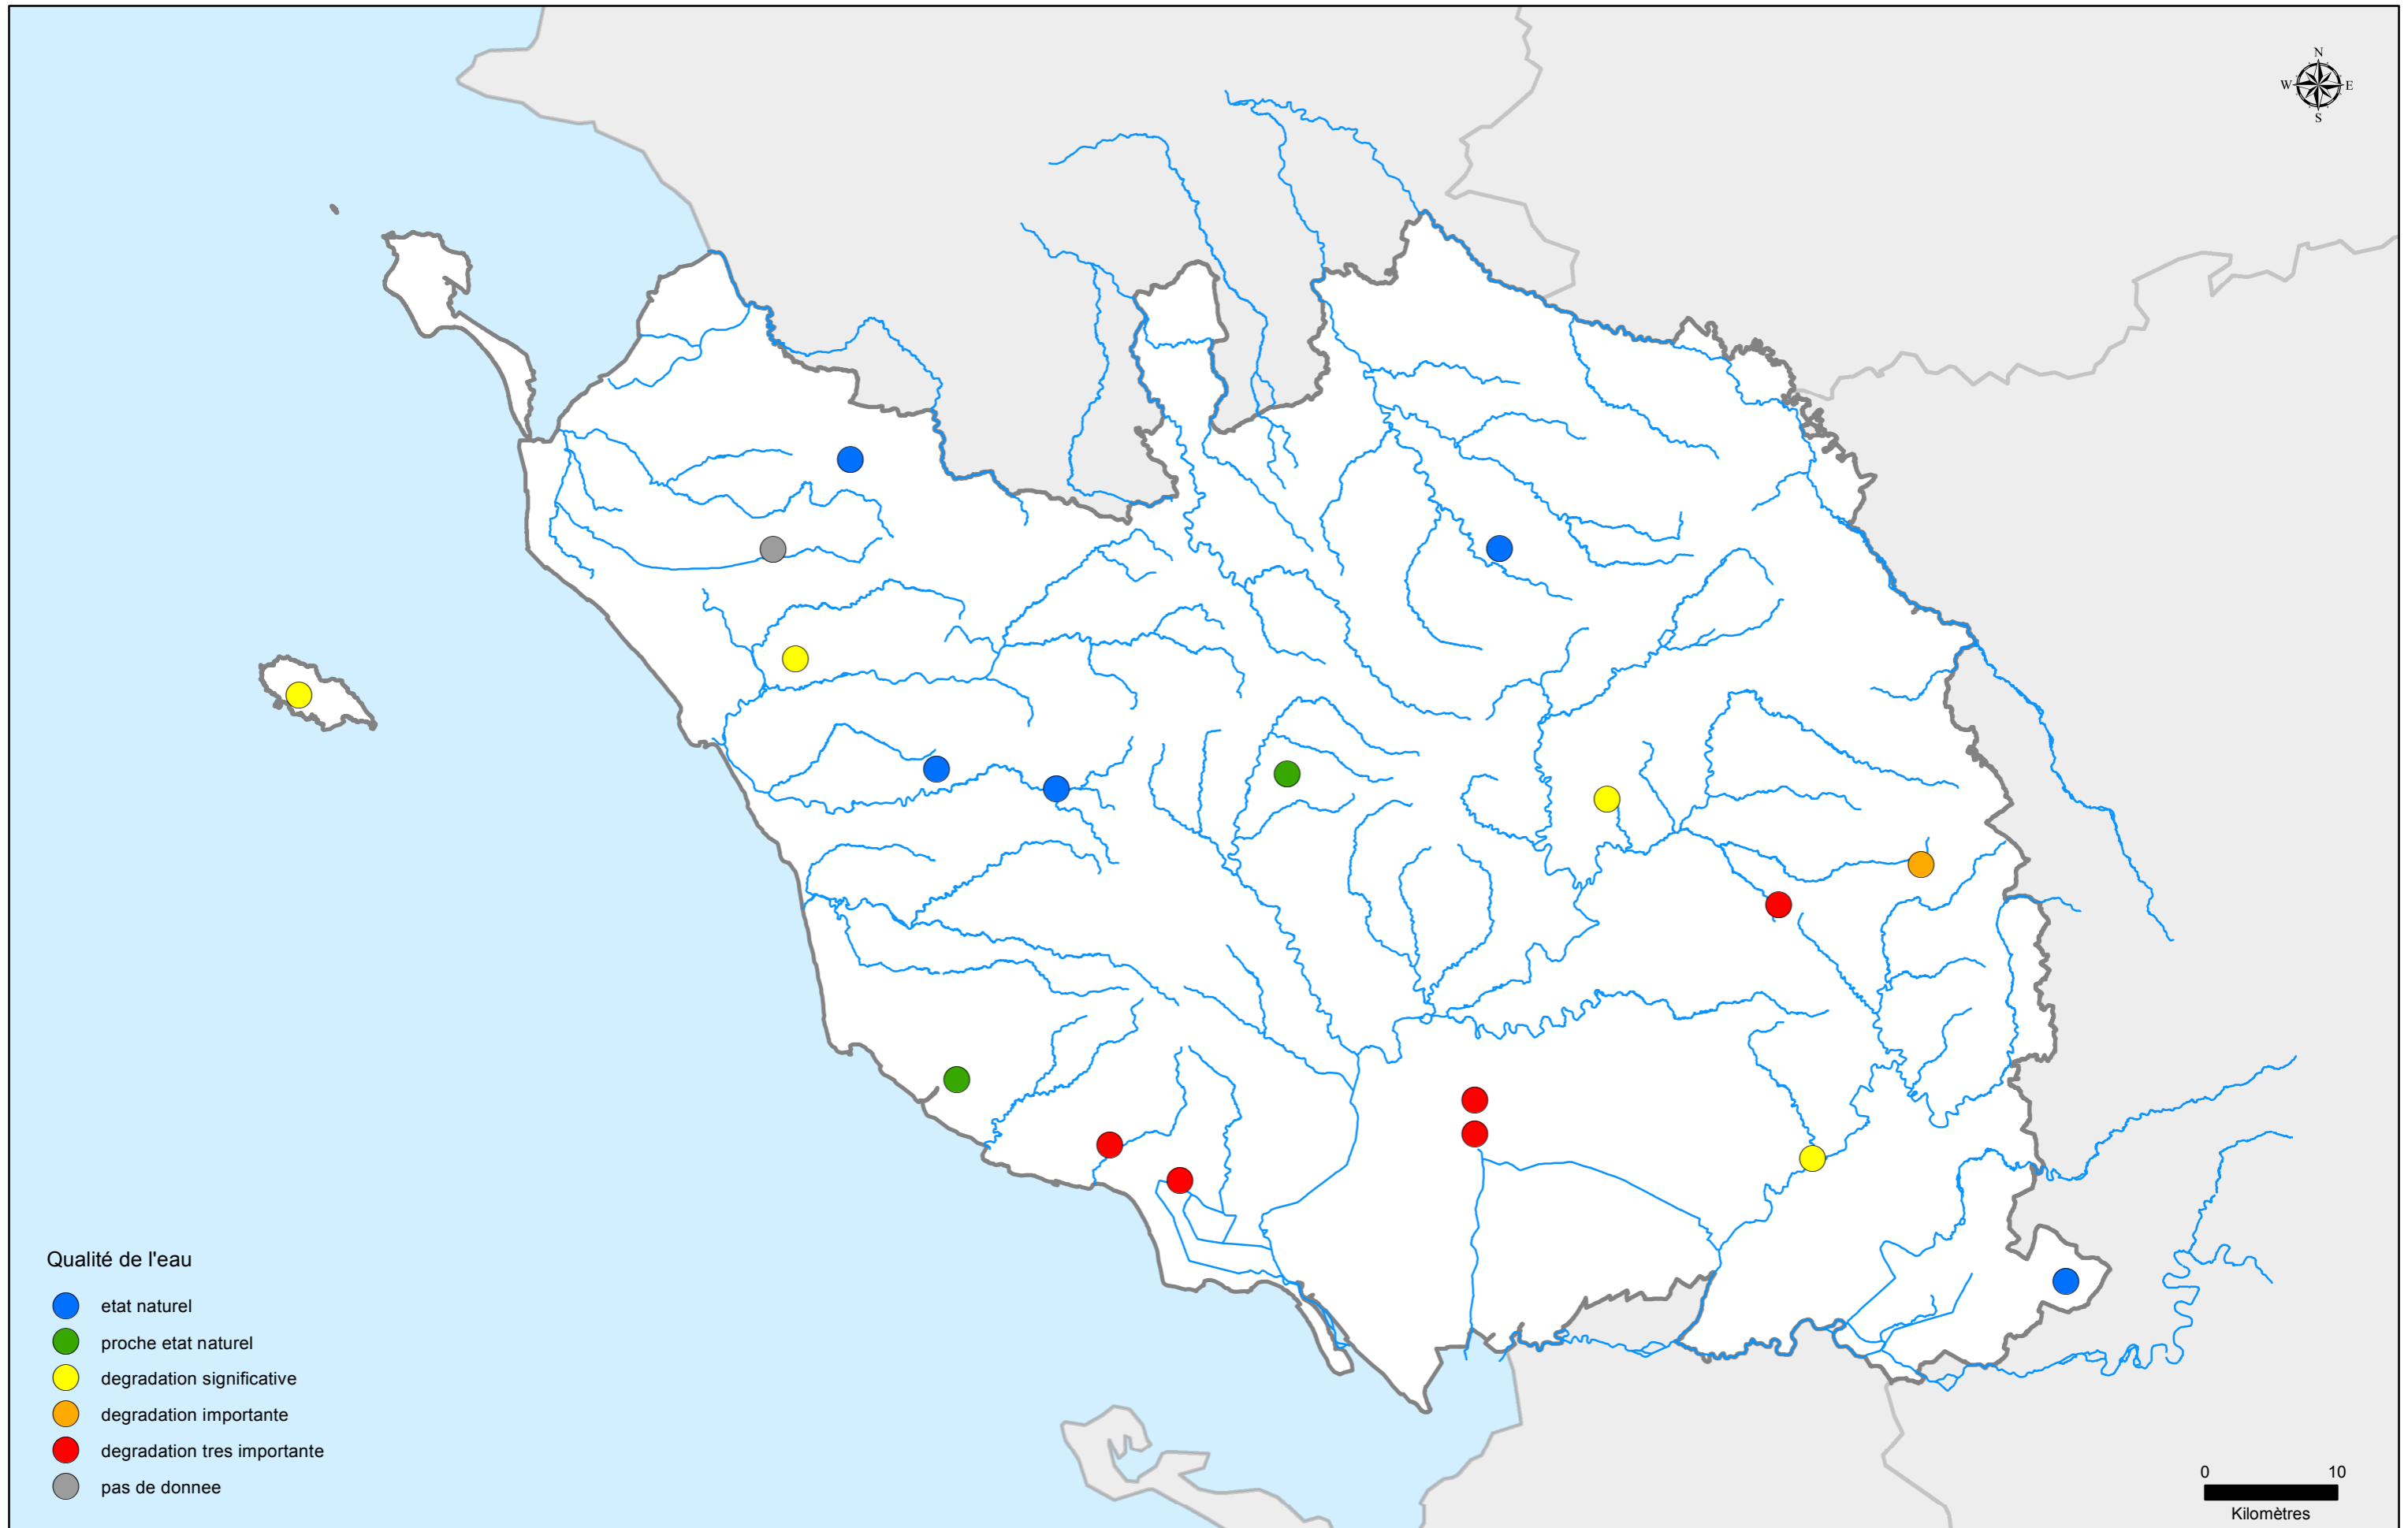 N
W E
S
Qualité de l'eau
etat naturel
proche etat naturel
degradation significative
degradation importante
degradation tres importante
pas de donnee
0 10
Kilomètres